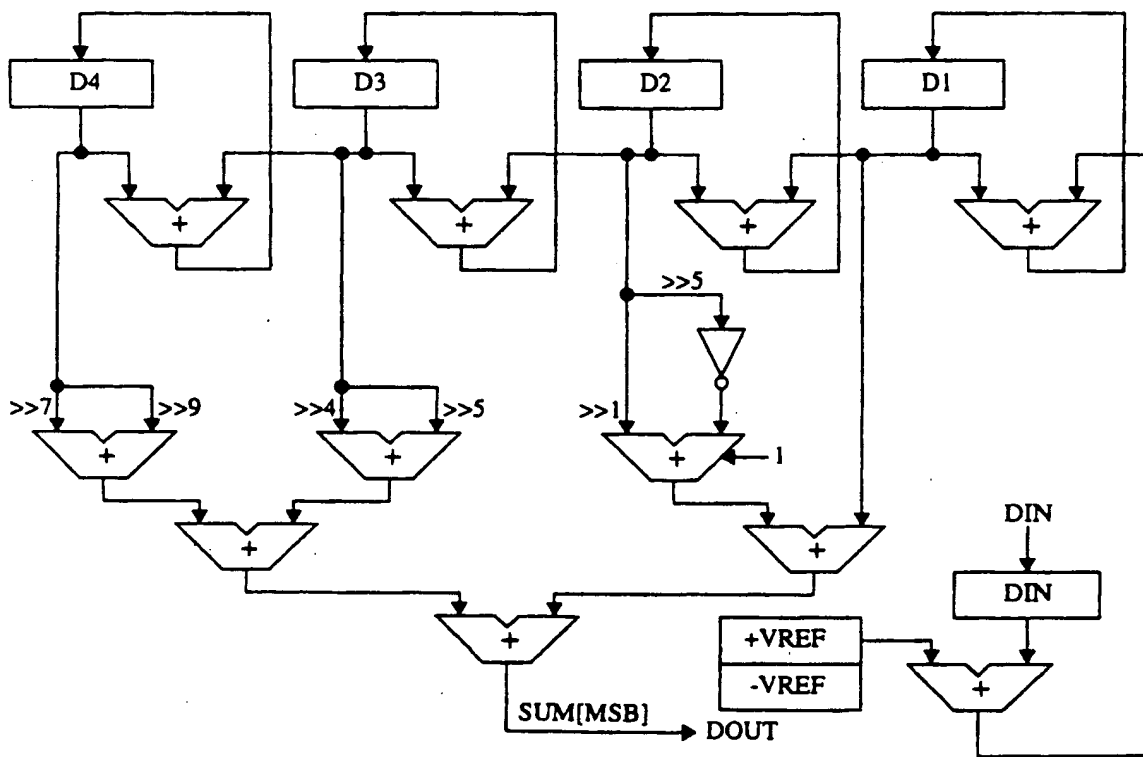 D4
D3
D2
D1
+
+
+
+
>>5
>>7
>>9
>>4
>>5
>>1
+
+
+
1
+
+
DIN
DIN
+
+VREF
-VREF
+
SUM[MSB]
DOUT